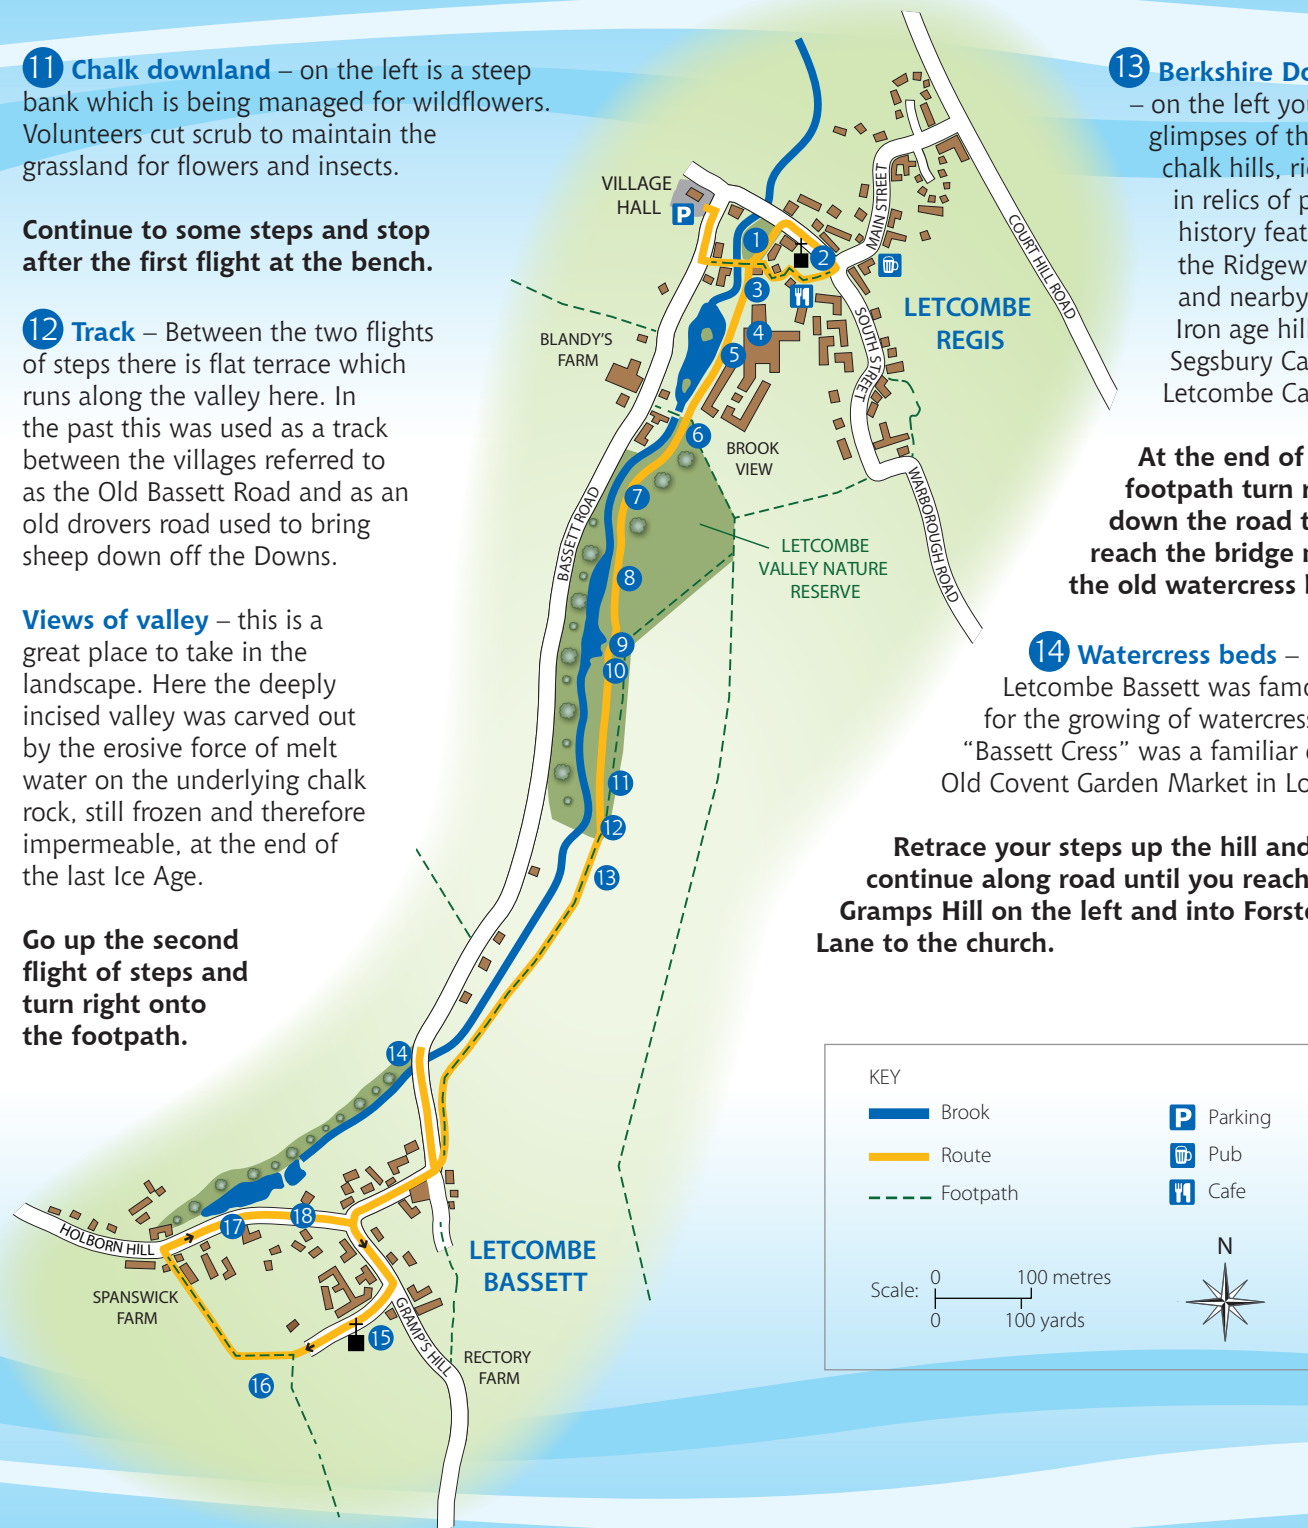 11 Chalk downland – on the left is a steep
bank which is being managed for wildflowers.
Volunteers cut scrub to maintain the
grassland for flowers and insects.
Continue to some steps and stop
after the first flight at the bench.
12 Track – Between the two flights
of steps there is flat terrace which
runs along the valley here. In
the past this was used as a track
between the villages referred to
as the Old Bassett Road and as an
old drovers road used to bring
sheep down off the Downs.
Views of valley – this is a
great place to take in the
landscape. Here the deeply
incised valley was carved out
by the erosive force of melt
water on the underlying chalk
rock, still frozen and therefore
impermeable, at the end of
the last Ice Age.
Go up the second
flight of steps and
turn right onto
the footpath.
13 Berkshire
– on the left
glimpses of
chalk hills,
in relics of
history
the
and nearby
Iron age
Segsbury
Letcombe
At the end of
footpath turn
down the road
reach the bridge
the old watercress
14 Watercress beds –
Letcombe Bassett was
for the growing of watercress
“Bassett Cress” was a familiar
Old Covent Garden Market in
Retrace your steps up the hill and
continue along road until you reach
Gramps Hill on the left and into
Lane to the church.
VILLAGE
HALL
P
1
2
3
4
5
6
7
8
9
10
11
12
13
14
15
16
17
18
MAIN STREET
COURT HILL ROAD
SOUTH STREET
WARBOROUGH ROAD
BASSETT ROAD
LETCOMBE
REGIS
BLANDY’S
FARM
BROOK
VIEW
LETCOMBE
VALLEY NATURE
RESERVE
HOLBORN HILL
SPANSWICK
FARM
LETCOMBE
BASSETT
GRAMP’S HILL
RECTORY
FARM
KEY
Brook
Route
Footpath
P Parking
Pub
Cafe
N
Scale:
0 100 metres
0 100 yards